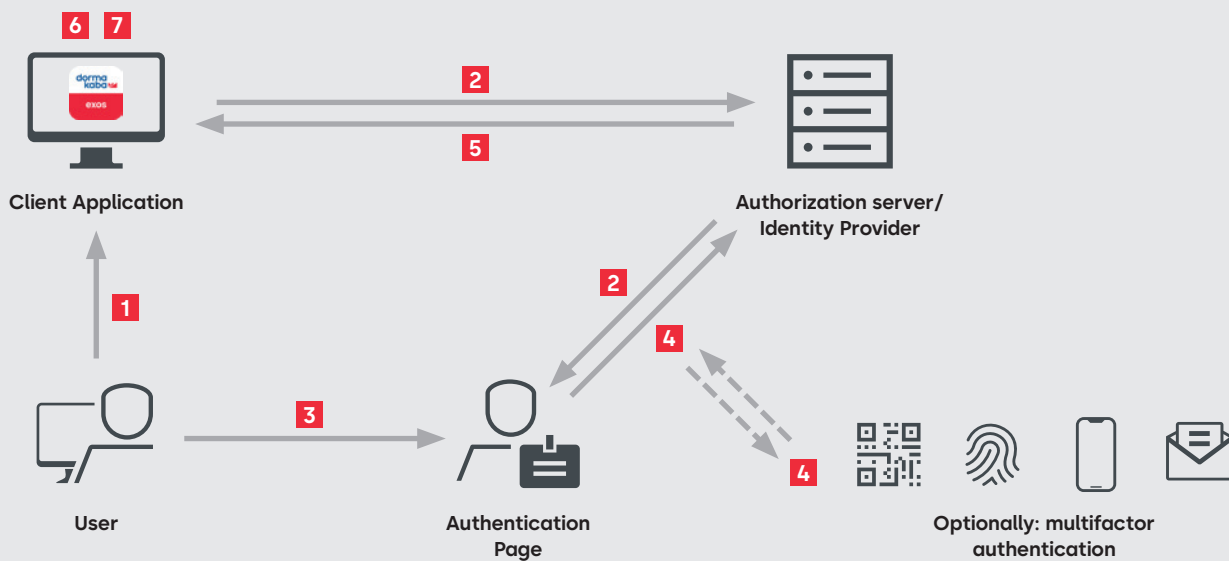 6 7
dorma
kaba
exos
2
5
Client Application
Authorization server/
Identity Provider
1
2
4
3
4
User
Authentication
Page
Optionally: multifactor
authentication